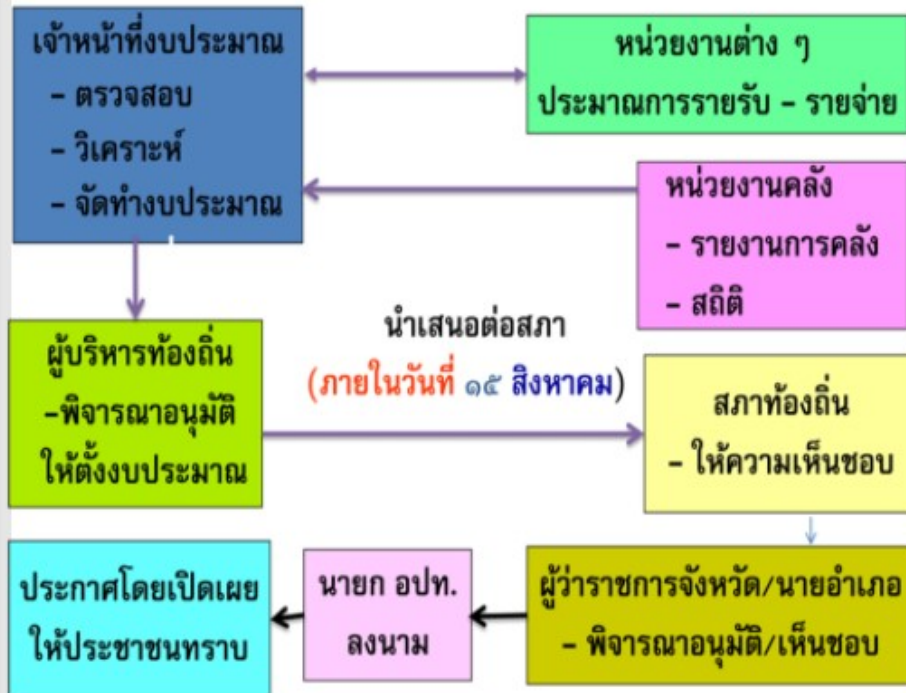 เจ้าหน้าที่งบประมาณ
- ตรวจสอบ
- วิเคราะห์
- จัดทำงบประมาณ
หน่วยงานต่าง ๆ
ประมาณการรายรับ - รายจ่าย
หน่วยงานคลัง
- รายงานการคลัง
- สถิติ
ผู้บริหารท้องถิ่น
-พิจารณาอนุมัติ
ให้ตั้งงบประมาณ
นำเสนอต่อสภา
(ภายในวันที่ ๑๕ สิงหาคม)
สภาท้องถิ่น
- ให้ความเห็นชอบ
ผู้ว่าราชการจังหวัด/นายอำเภอ
- พิจารณาอนุมัติ/เห็นชอบ
นายก อปท.
ลงนาม
ประกาศโดยเปิดเผย
ให้ประชาชนทราบ